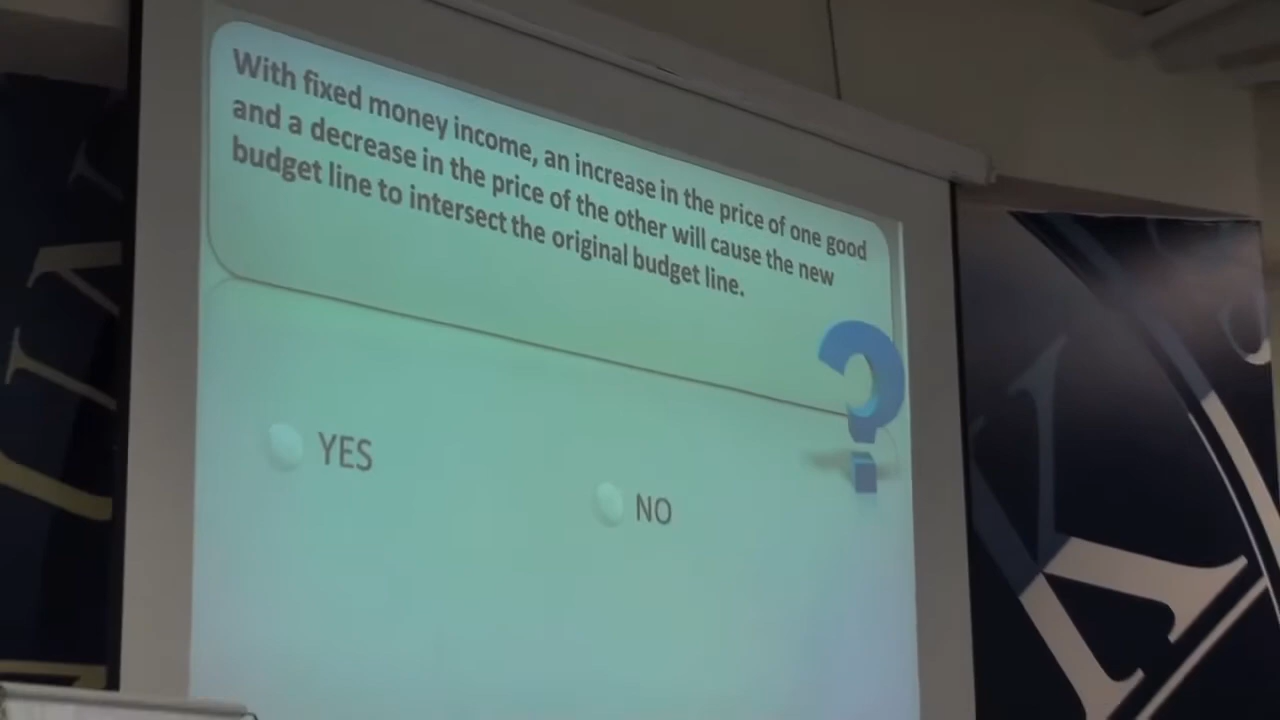 With fixed money income, an increase in the price of one good
and a decrease in the price of the other will cause the new
budget line to intersect the original budget line.
YES
NO